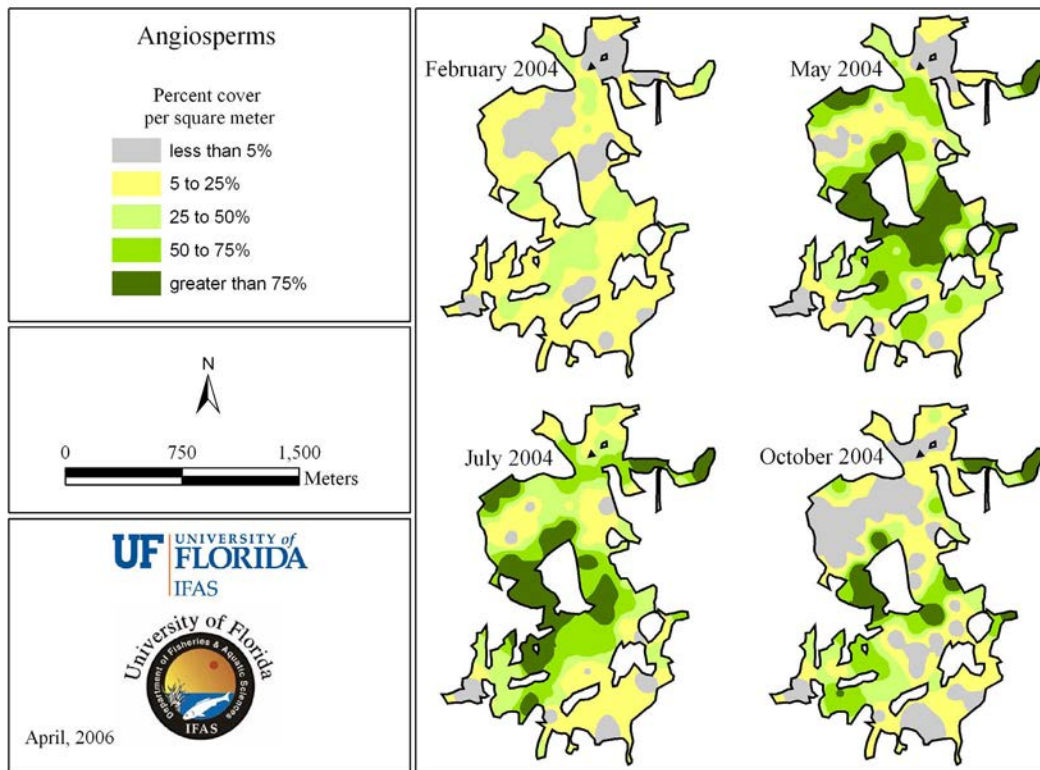 Angiosperms
Percent cover
per square meter
less than 5%
5 to 25%
25 to 50%
50 to 75%
greater than 75%
N
0 750 1,500
Meters
UF UNIVERSITY of
FLORIDA
IFAS
University of Florida
Department of Fisheries & Aquatic Sciences
IFAS
April, 2006
February 2004
May 2004
July 2004
October 2004